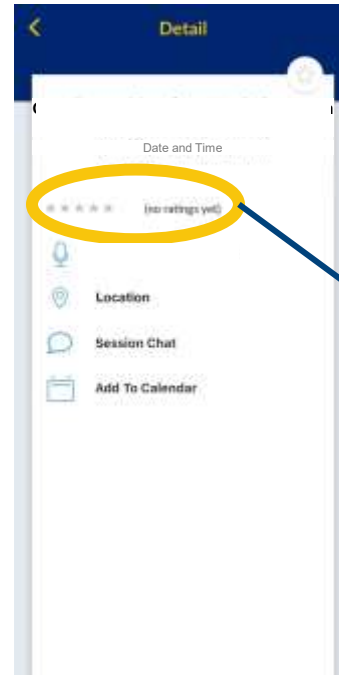 Detail
Date and Time
(no ratings yet)
Location
Session Chat
Add To Calendar